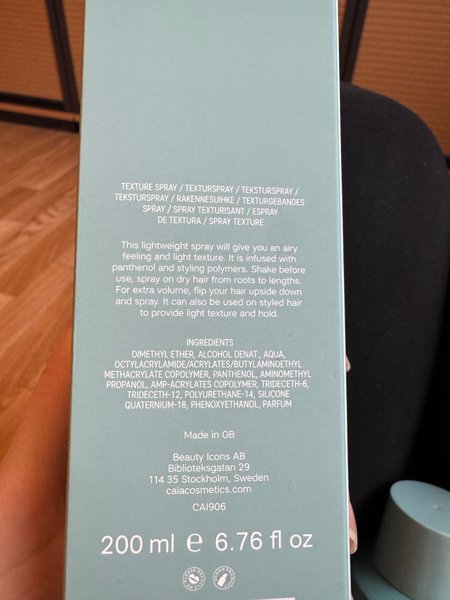 TEXTURE SPRAY / TEXTURSPRAY / TEKSTURSPRAY /
TEKSTURSPRAY / RAKENNESUIHKE / TEXTURGEBANDES
SPRAY / SPRAY TEXTURISANT / ESPRAY
DE TEXTURA / SPRAY TEXTURE
This lightweight spray will give you an airy
feeling and light texture. It is infused with
panthenol and styling polymers. Shake before
use, spray on dry hair from roots to lengths.
For extra volume, flip your hair upside down
and spray. It can also be used on styled hair
to provide light texture and hold.
INGREDIENTS
DIMETHYL ETHER, ALCOHOL DENAT., AQUA,
OCTYLACRYLAMIDE/ACRYLATES/BUTYLAMINOETHYL
METHACRYLATE COPOLYMER, PANTHENOL, AMINOMETHYL
PROPANOL, AMP-ACRYLATES COPOLYMER, TRIDECETH-6,
TRIDECETH-12, POLYURETHANE-14, SILICONE
QUATERNIUM-18, PHENOXYETHANOL, PARFUM
Made in GB
Beauty Icons AB
Biblioteksgatan 29
114 35 Stockholm, Sweden
caiacosmetics.com
CAI906
200 ml e 6.76 fl oz